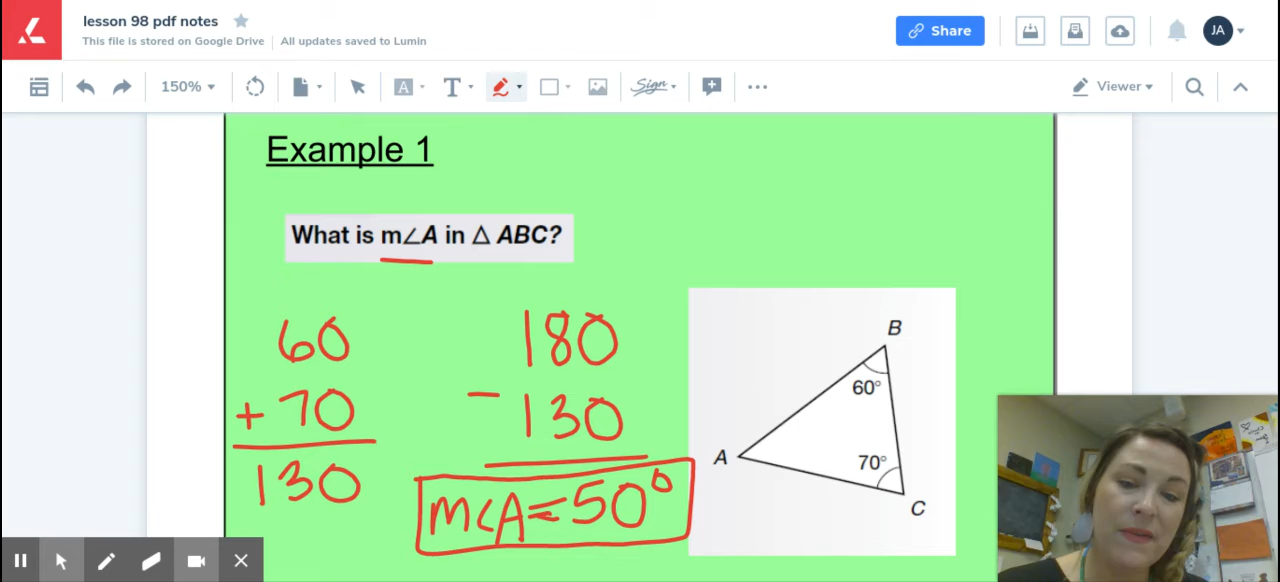 lesson 98 pdf notes
This file is stored on Google Drive
All updates saved to Lumin
Share
JA
150%
A
T
Sign
Viewer
Example 1
What is m∠A in △ ABC?
60
+ 70
130
180
- 130
m∠A = 50°
B
60°
A
70°
C